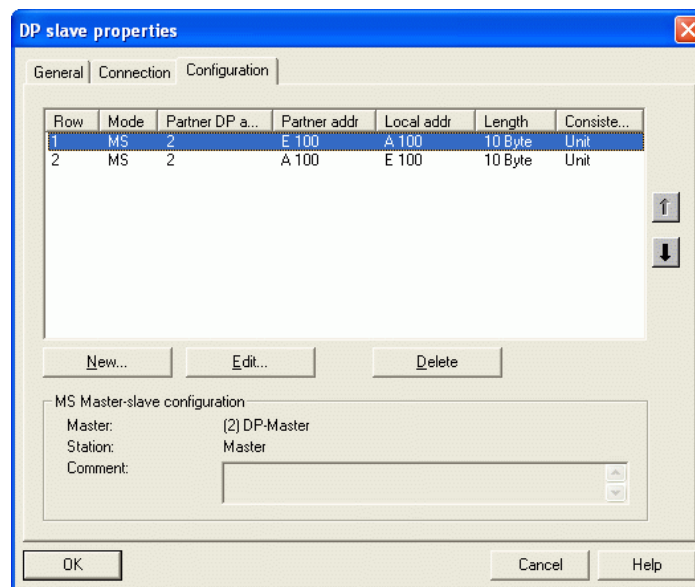 DP slave properties
General Connection Configuration
Row Mode Partner DP a... Partner addr Local addr Length Consiste...
1 MS 2 E 100 A 100 10 Byte Unit
2 MS 2 A 100 E 100 10 Byte Unit
New... Edit... Delete
MS Master-slave configuration
Master: (2) DP-Master
Station: Master
Comment:
OK Cancel Help